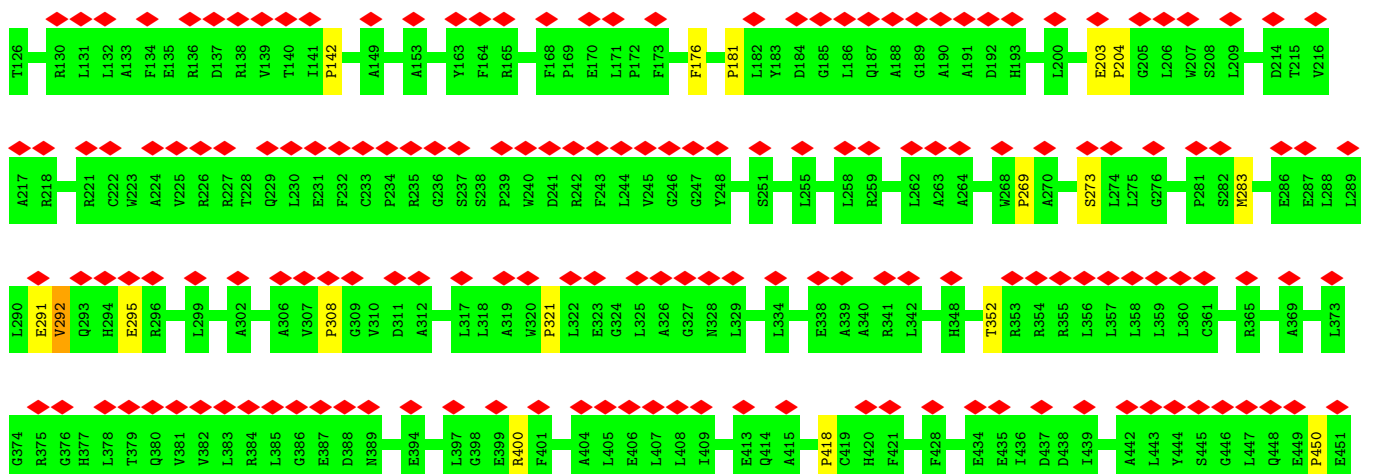 T126 R130 L131 L132 A133 F134 E135 R136 D137 R138 V139 T140 I141 P142 A149 A153 Y163 F164 R165 F168 P169 E170 L171 P172 F173 F176 P181 L182 Y183 D184 G185 L186 Q187 A188 G189 A190 A191 D192 H193 L200 E203 P204 G205 L206 W207 S208 L209 D214 T215 V216
A217 R218 R221 C222 W223 A224 V225 R226 R227 T228 Q229 L230 E231 F232 C233 P234 R235 G236 S237 S238 P239 W240 D241 R242 F243 L244 V245 G246 G247 Y248 S251 L255 L258 R259 L262 A263 A264 W268 P269 A270 S273 L274 L275 G276 P281 S282 M283 E286 E287 L288 L289
L290 E291 V292 Q293 H294 E295 R296 L299 A302 A306 V307 P308 G309 V310 D311 A312 L317 L318 A319 W320 P321 L322 E323 G324 L325 A326 G327 N328 L329 L334 E338 A339 A340 R341 L342 H348 T352 R353 R354 R355 L356 L357 L358 L359 L360 C361 R365 A369 L373
G374 R375 G376 H377 L378 T379 Q380 V381 V382 L383 R384 L385 G386 E387 D388 N389 E394 L397 G398 E399 R400 F401 A404 L405 E406 L407 L408 I409 E413 Q414 A415 P418 C419 H420 F421 F428 E434 E435 I436 D437 D438 I439 A442 L443 Y444 S445 G446 L447 Q448 E449 P450 E451